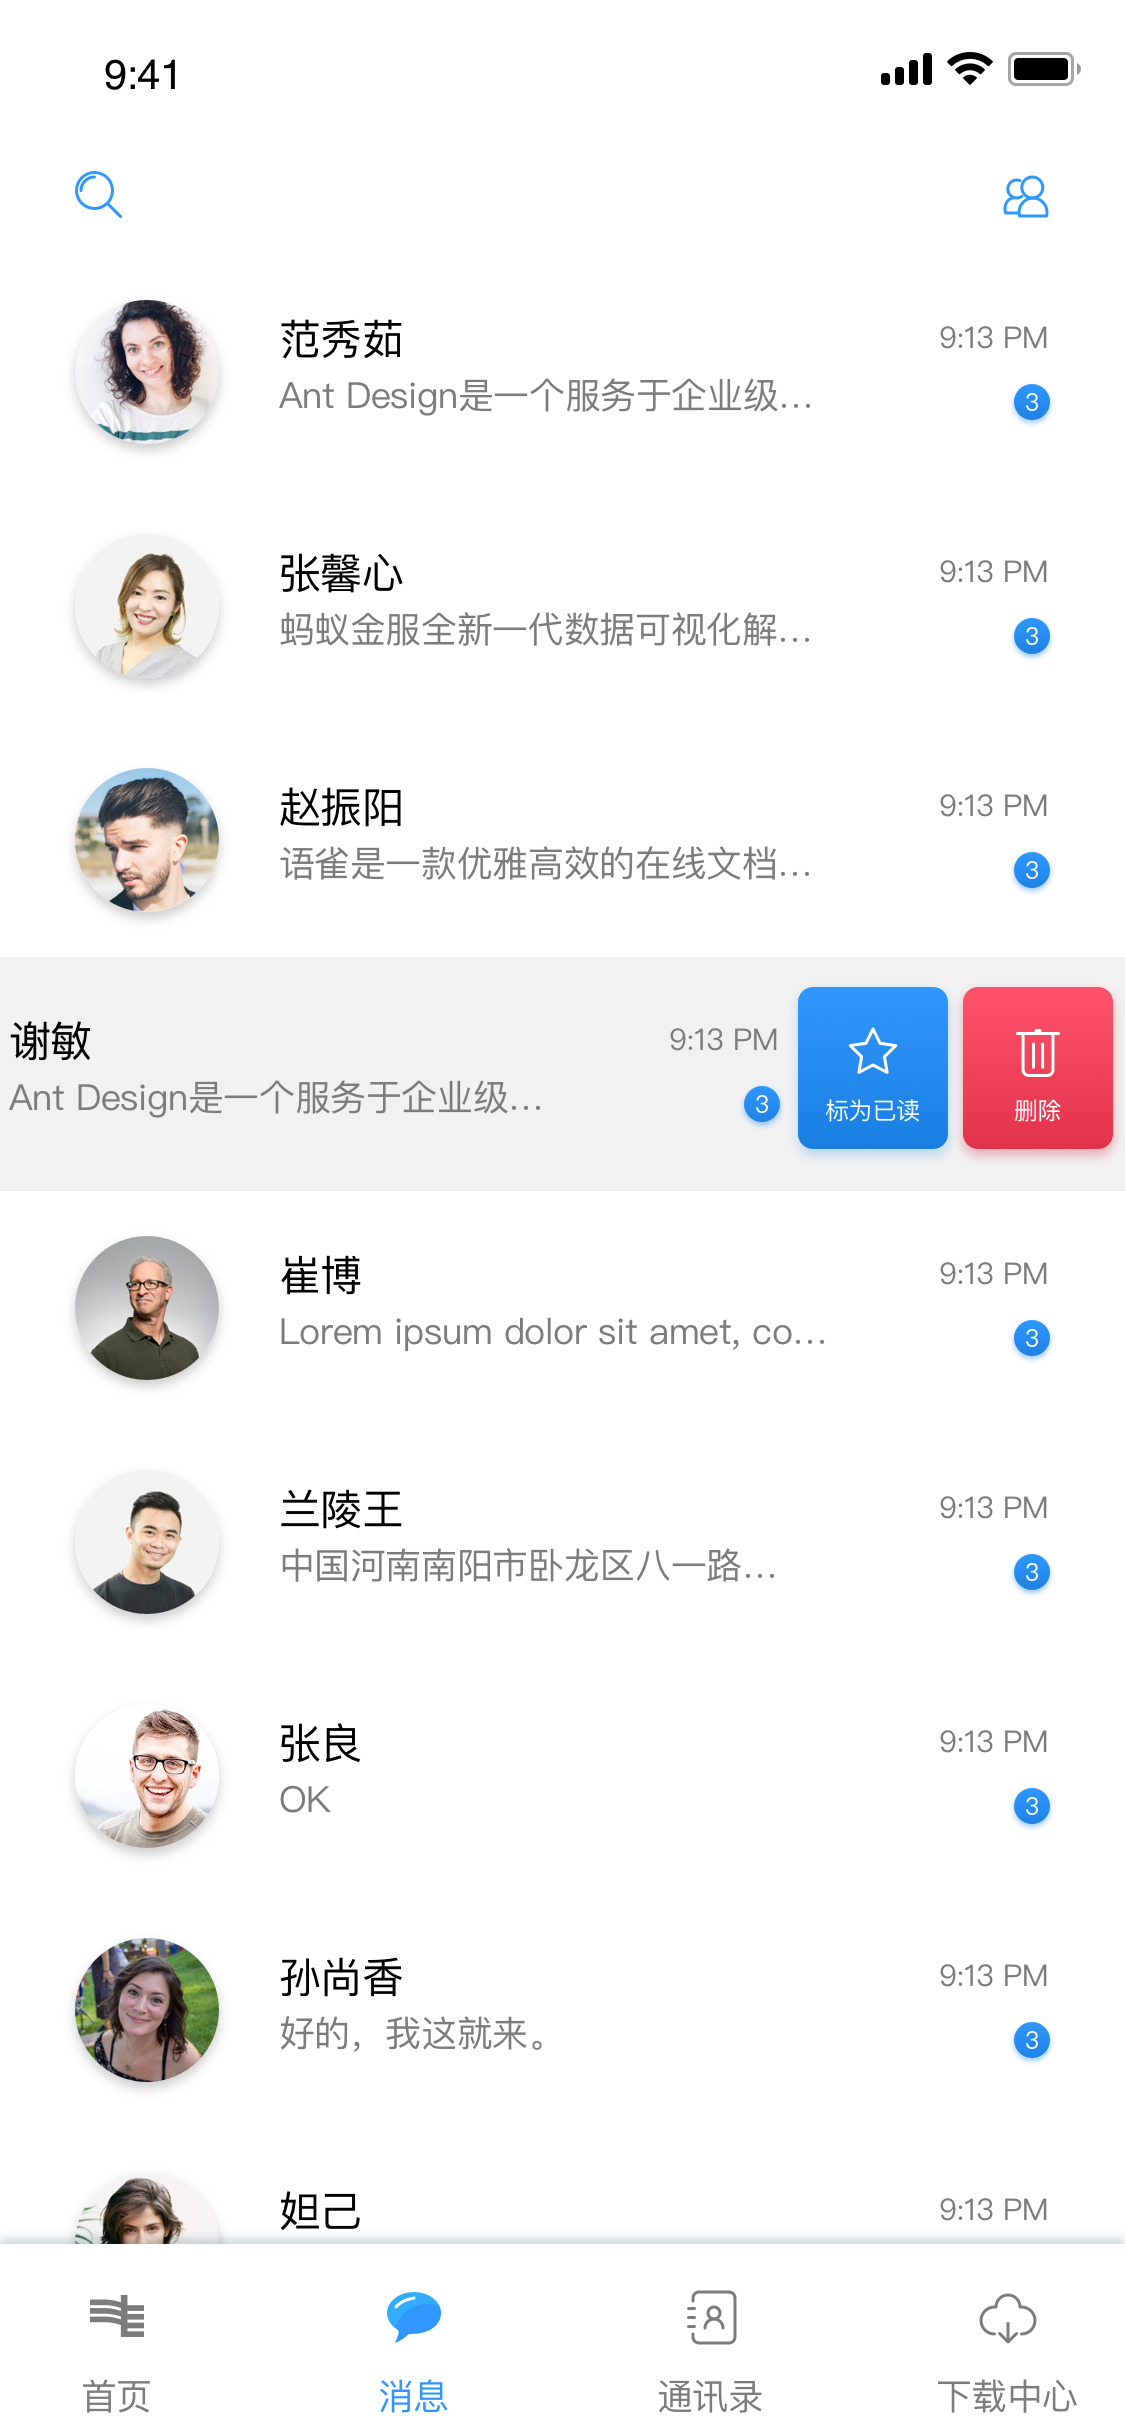 9:41
范秀茹
9:13 PM
Ant Design是一个服务于企业级...
3
张馨心
9:13 PM
蚂蚁金服全新一代数据可视化解...
3
赵振阳
9:13 PM
语雀是一款优雅高效的在线文档...
3
谢敏
9:13 PM
Ant Design是一个服务于企业级...
3
标为已读
删除
崔博
9:13 PM
Lorem ipsum dolor sit amet, co...
3
兰陵王
9:13 PM
中国河南南阳市卧龙区八一路...
3
张良
9:13 PM
OK
3
孙尚香
9:13 PM
好的，我这就来。
3
妲己
9:13 PM
首页
消息
通讯录
下载中心